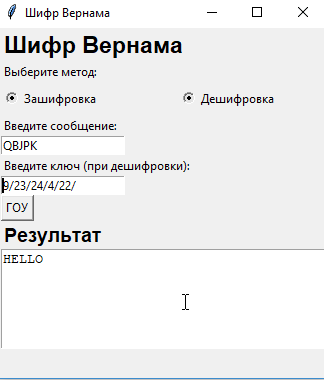 Шифр Вернама
Шифр Вернама
Выберите метод:
Зашифровка Дешифровка
Введите сообщение:
QBJPK
Введите ключ (при дешифровки):
9/23/24/4/22/
ГОУ
Результат
HELLO